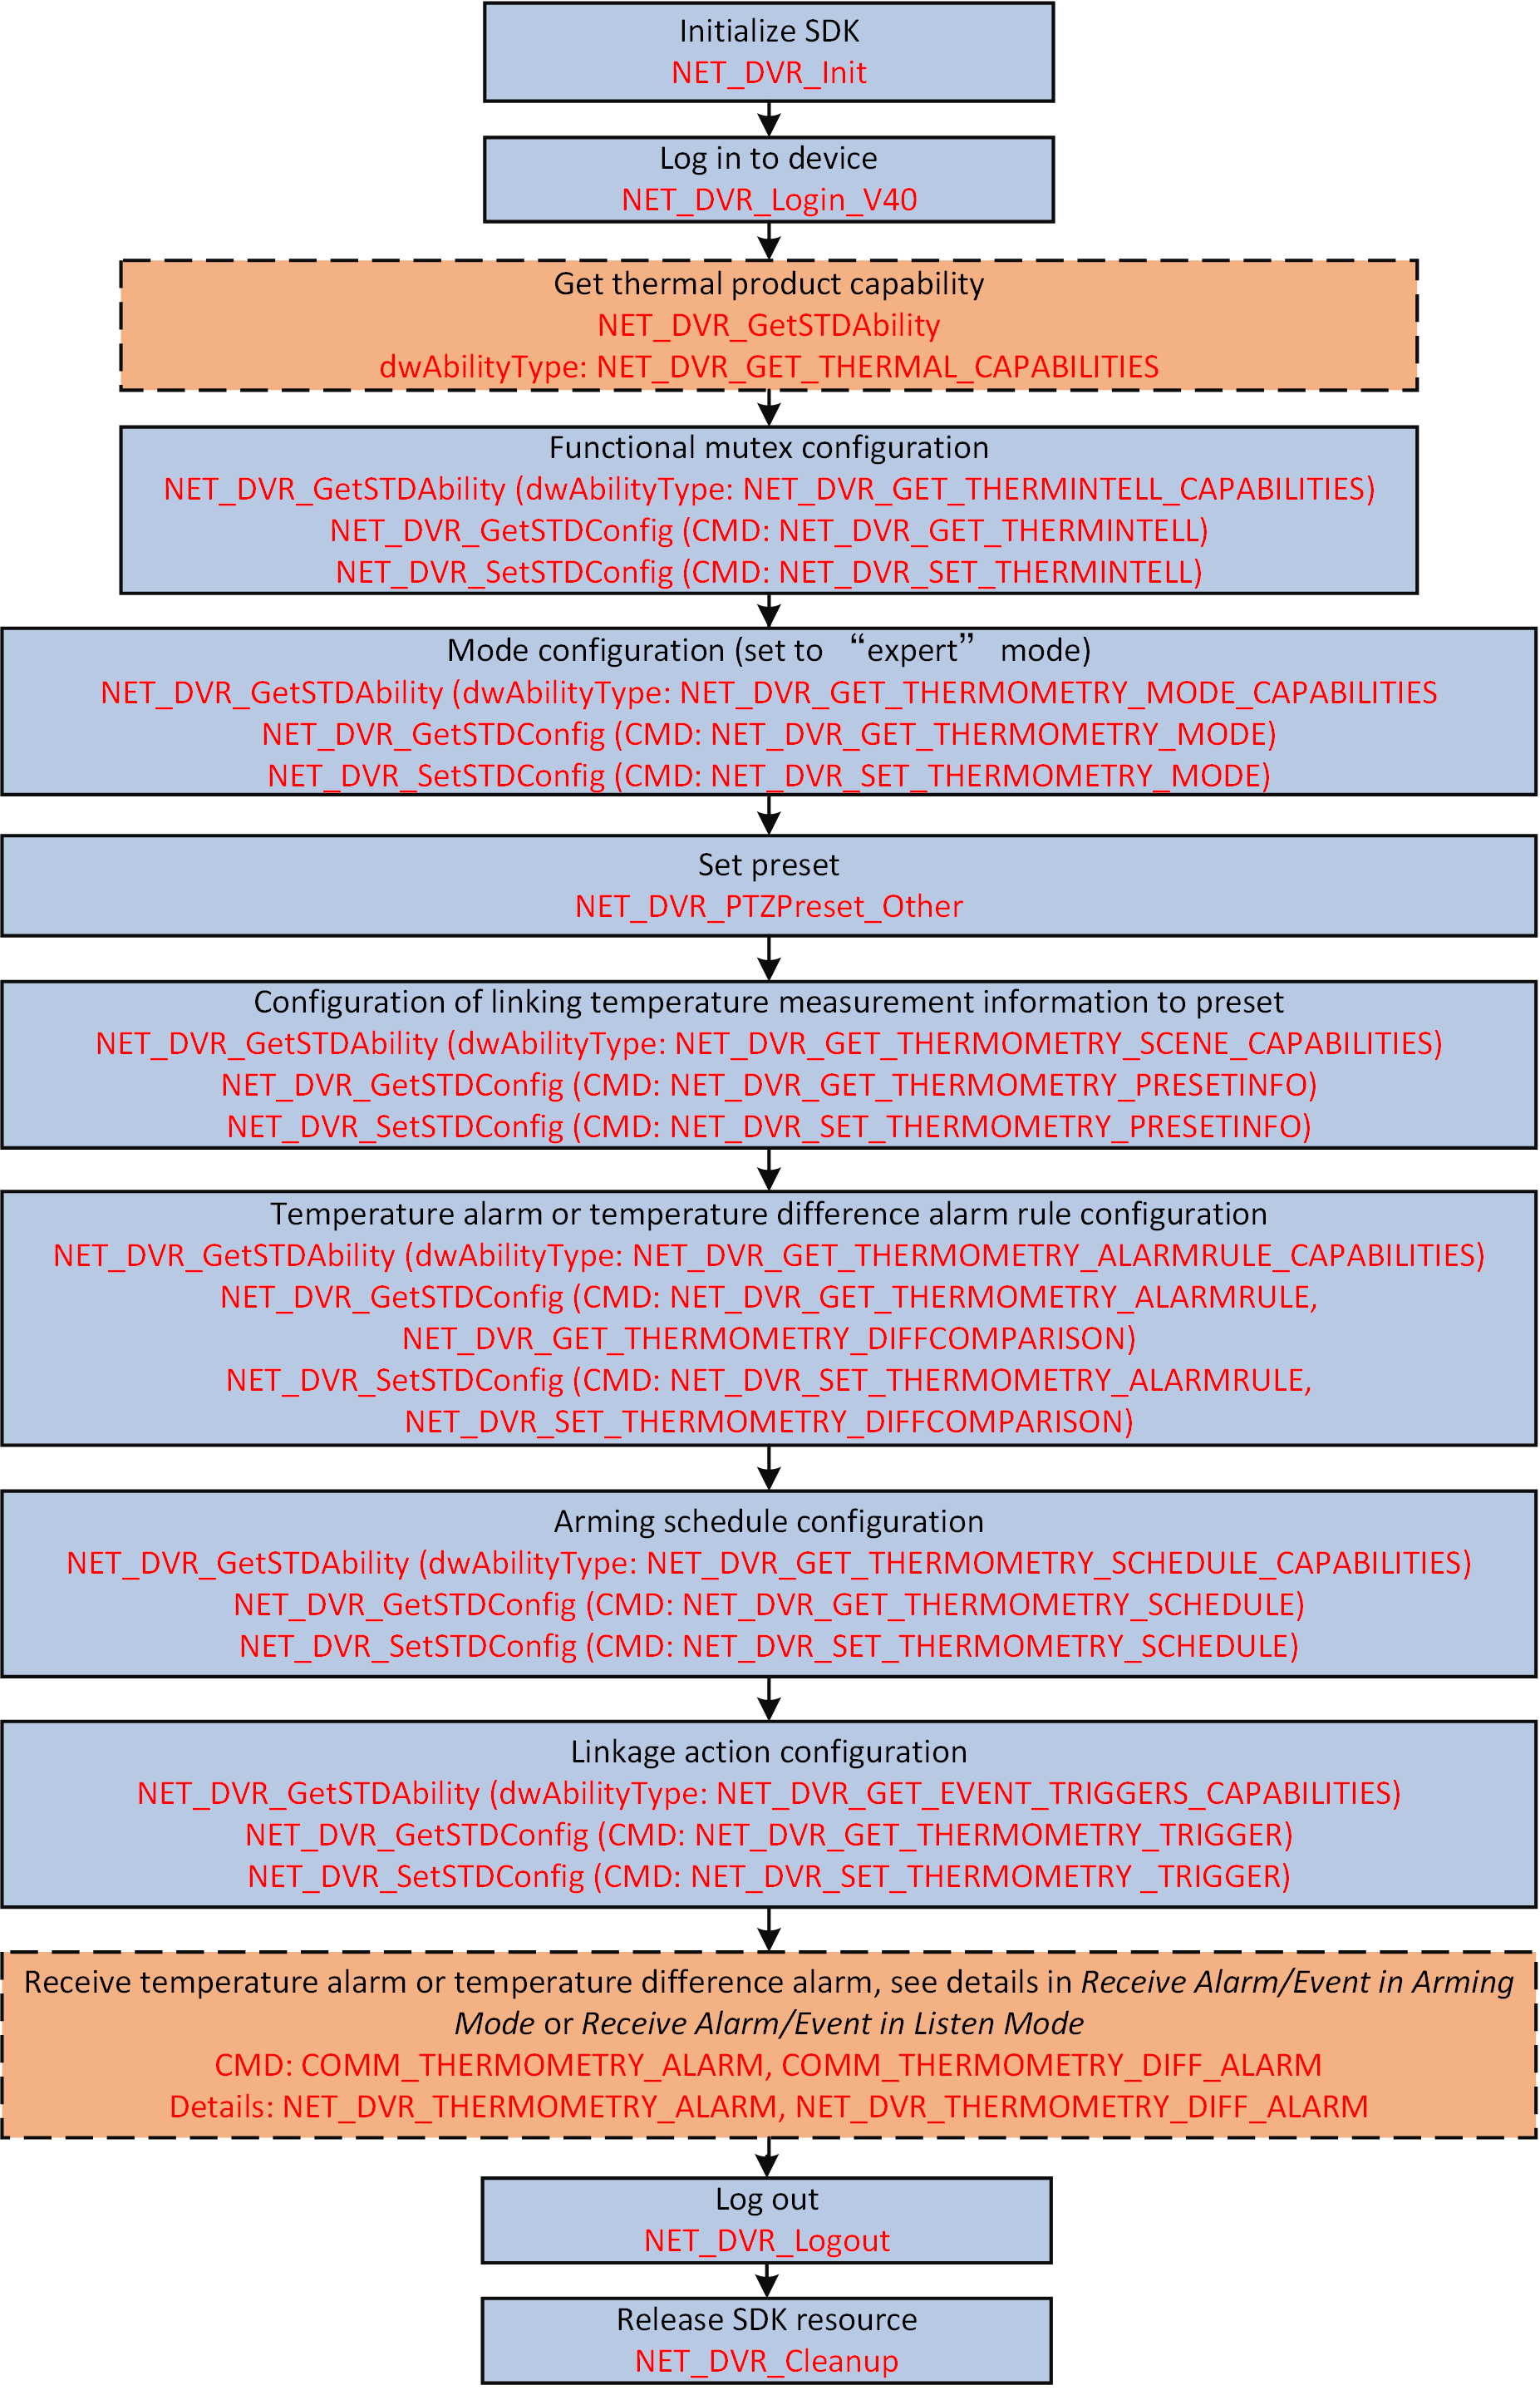 Initialize SDK
NET_DVR_Init
Log in to device
NET_DVR_Login_V40
Get thermal product capability
NET_DVR_GetSTDAbility
dwAbilityType: NET_DVR_GET_THERMAL_CAPABILITIES
Functional mutex configuration
NET_DVR_GetSTDAbility (dwAbilityType: NET_DVR_GET_THERMINTELL_CAPABILITIES)
NET_DVR_GetSTDConfig (CMD: NET_DVR_GET_THERMINTELL)
NET_DVR_SetSTDConfig (CMD: NET_DVR_SET_THERMINTELL)
Mode configuration (set to “expert” mode)
NET_DVR_GetSTDAbility (dwAbilityType: NET_DVR_GET_THERMOMETRY_MODE_CAPABILITIES
NET_DVR_GetSTDConfig (CMD: NET_DVR_GET_THERMOMETRY_MODE)
NET_DVR_SetSTDConfig (CMD: NET_DVR_SET_THERMOMETRY_MODE)
Set preset
NET_DVR_PTZPreset_Other
Configuration of linking temperature measurement information to preset
NET_DVR_GetSTDAbility (dwAbilityType: NET_DVR_GET_THERMOMETRY_SCENE_CAPABILITIES)
NET_DVR_GetSTDConfig (CMD: NET_DVR_GET_THERMOMETRY_PRESETINFO)
NET_DVR_SetSTDConfig (CMD: NET_DVR_SET_THERMOMETRY_PRESETINFO)
Temperature alarm or temperature difference alarm rule configuration
NET_DVR_GetSTDAbility (dwAbilityType: NET_DVR_GET_THERMOMETRY_ALARMRULE_CAPABILITIES)
NET_DVR_GetSTDConfig (CMD: NET_DVR_GET_THERMOMETRY_ALARMRULE,
NET_DVR_GET_THERMOMETRY_DIFFCOMPARISON)
NET_DVR_SetSTDConfig (CMD: NET_DVR_SET_THERMOMETRY_ALARMRULE,
NET_DVR_SET_THERMOMETRY_DIFFCOMPARISON)
Arming schedule configuration
NET_DVR_GetSTDAbility (dwAbilityType: NET_DVR_GET_THERMOMETRY_SCHEDULE_CAPABILITIES)
NET_DVR_GetSTDConfig (CMD: NET_DVR_GET_THERMOMETRY_SCHEDULE)
NET_DVR_SetSTDConfig (CMD: NET_DVR_SET_THERMOMETRY_SCHEDULE)
Linkage action configuration
NET_DVR_GetSTDAbility (dwAbilityType: NET_DVR_GET_EVENT_TRIGGERS_CAPABILITIES)
NET_DVR_GetSTDConfig (CMD: NET_DVR_GET_THERMOMETRY_TRIGGER)
NET_DVR_SetSTDConfig (CMD: NET_DVR_SET_THERMOMETRY _TRIGGER)
Receive temperature alarm or temperature difference alarm, see details in Receive Alarm/Event in Arming
Mode or Receive Alarm/Event in Listen Mode
CMD: COMM_THERMOMETRY_ALARM, COMM_THERMOMETRY_DIFF_ALARM
Details: NET_DVR_THERMOMETRY_ALARM, NET_DVR_THERMOMETRY_DIFF_ALARM
Log out
NET_DVR_Logout
Release SDK resource
NET_DVR_Cleanup